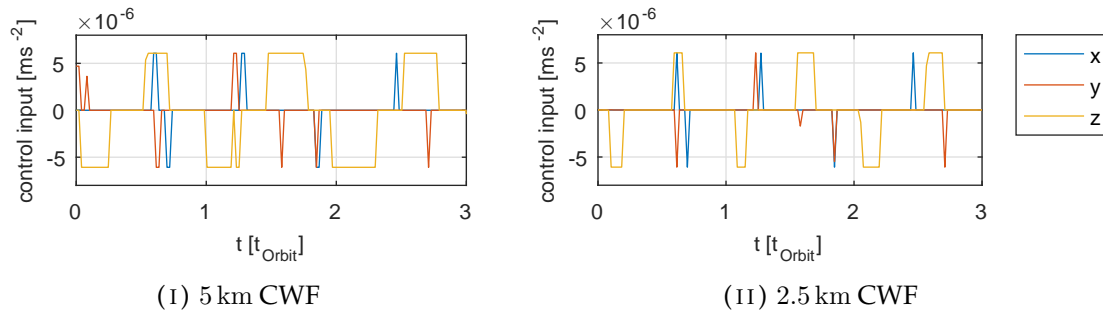 ×10⁻⁶
control input [ms⁻²]
5
0
-5
0
1
2
3
t [t_Orbit]
(I) 5 km CWF
×10⁻⁶
control input [ms⁻²]
5
0
-5
0
1
2
3
t [t_Orbit]
(II) 2.5 km CWF
x
y
z